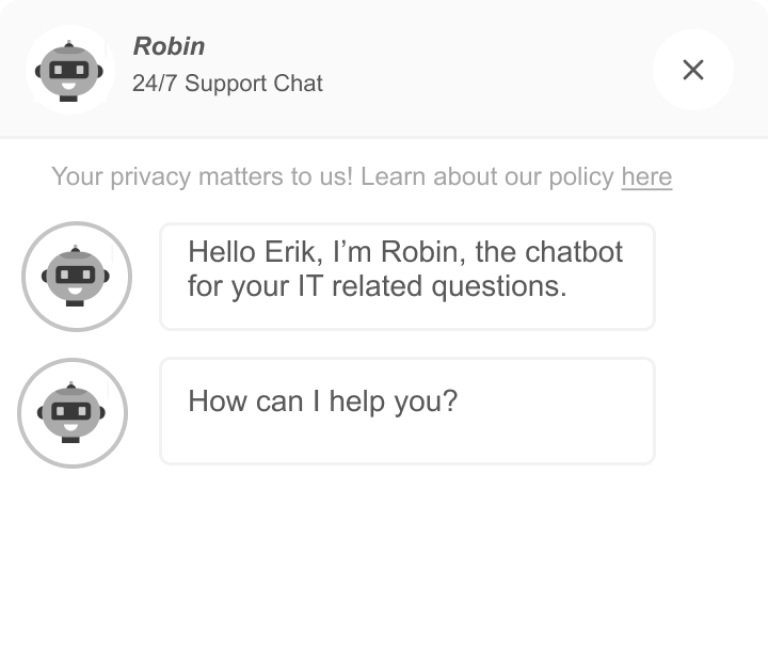 Robin
24/7 Support Chat
Your privacy matters to us! Learn about our policy here
Hello Erik, I’m Robin, the chatbot
for your IT related questions.
How can I help you?